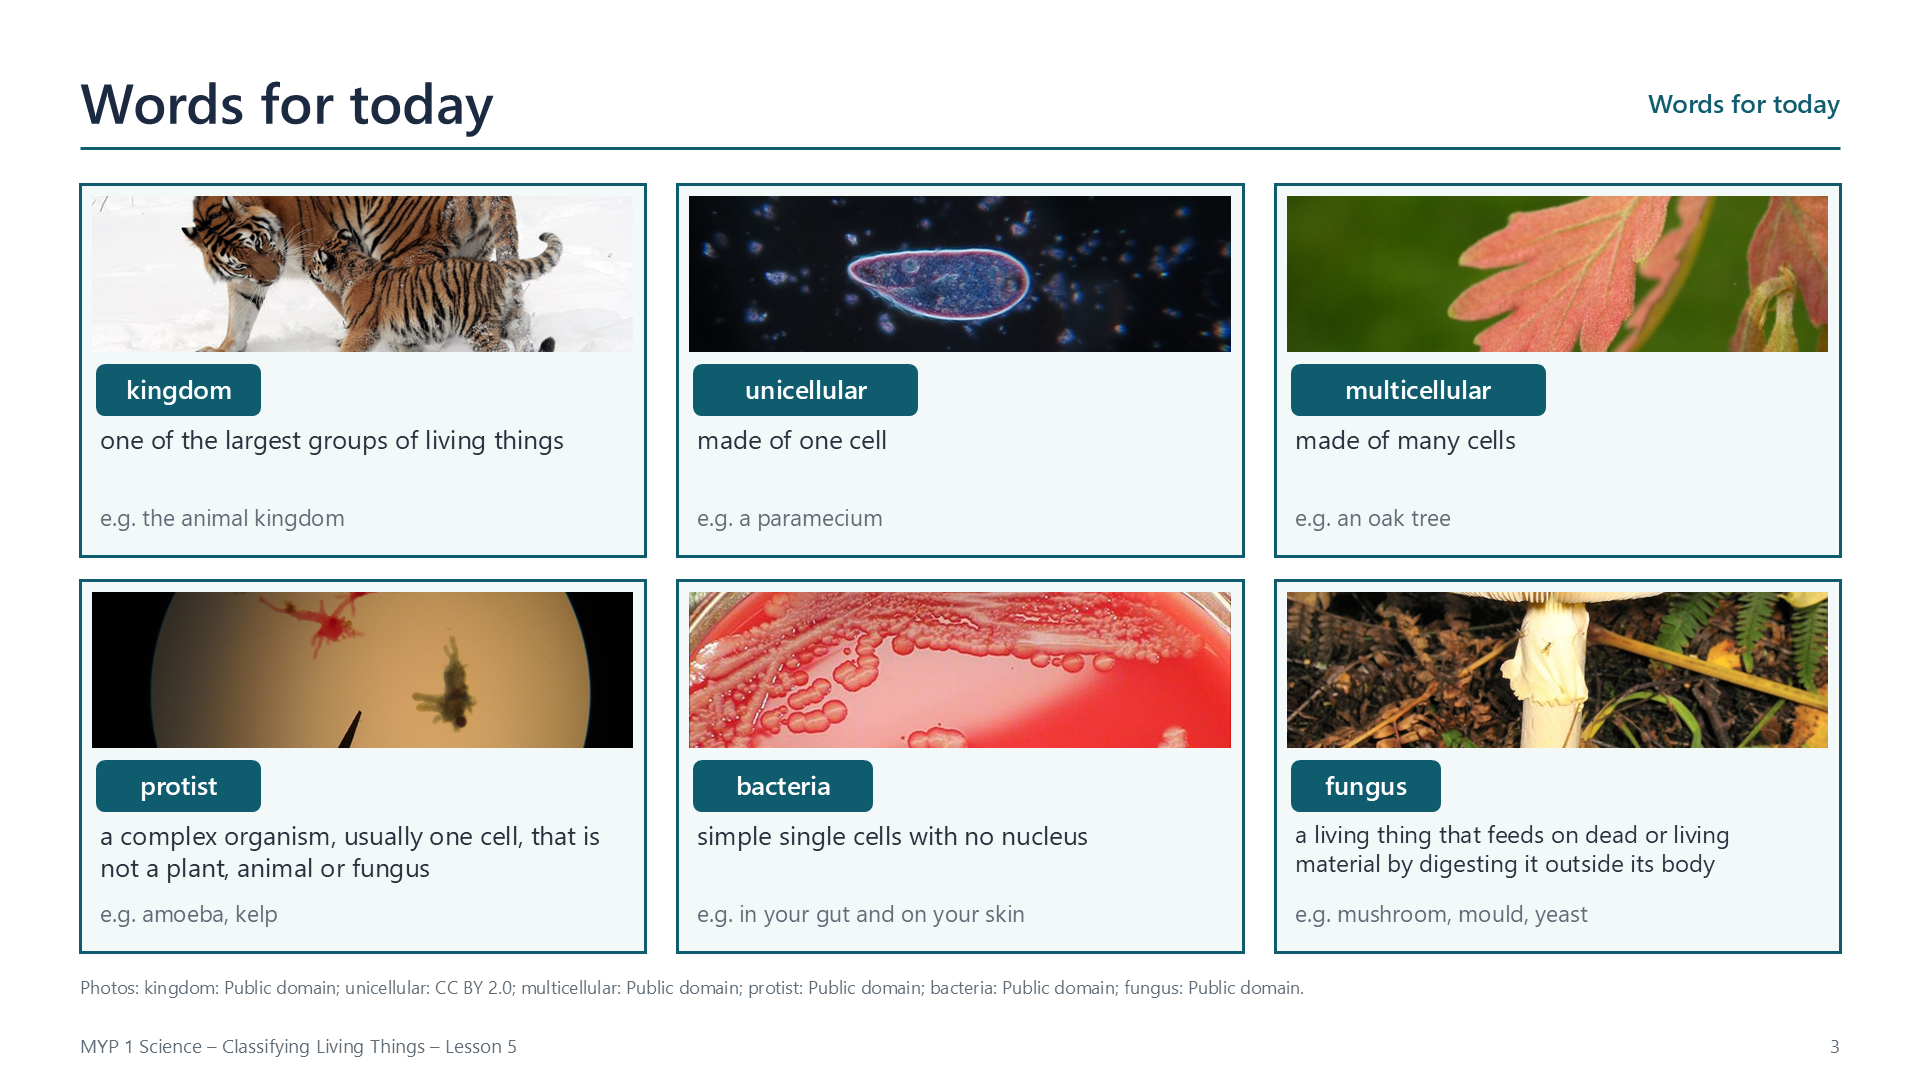 Words for today
Words for today
kingdom
one of the largest groups of living things
e.g. the animal kingdom
unicellular
made of one cell
e.g. a paramecium
multicellular
made of many cells
e.g. an oak tree
protist
a complex organism, usually one cell, that is
not a plant, animal or fungus
e.g. amoeba, kelp
bacteria
simple single cells with no nucleus
e.g. in your gut and on your skin
fungus
a living thing that feeds on dead or living
material by digesting it outside its body
e.g. mushroom, mould, yeast
Photos: kingdom: Public domain; unicellular: CC BY 2.0; multicellular: Public domain; protist: Public domain; bacteria: Public domain; fungus: Public domain.
MYP 1 Science – Classifying Living Things – Lesson 5
3